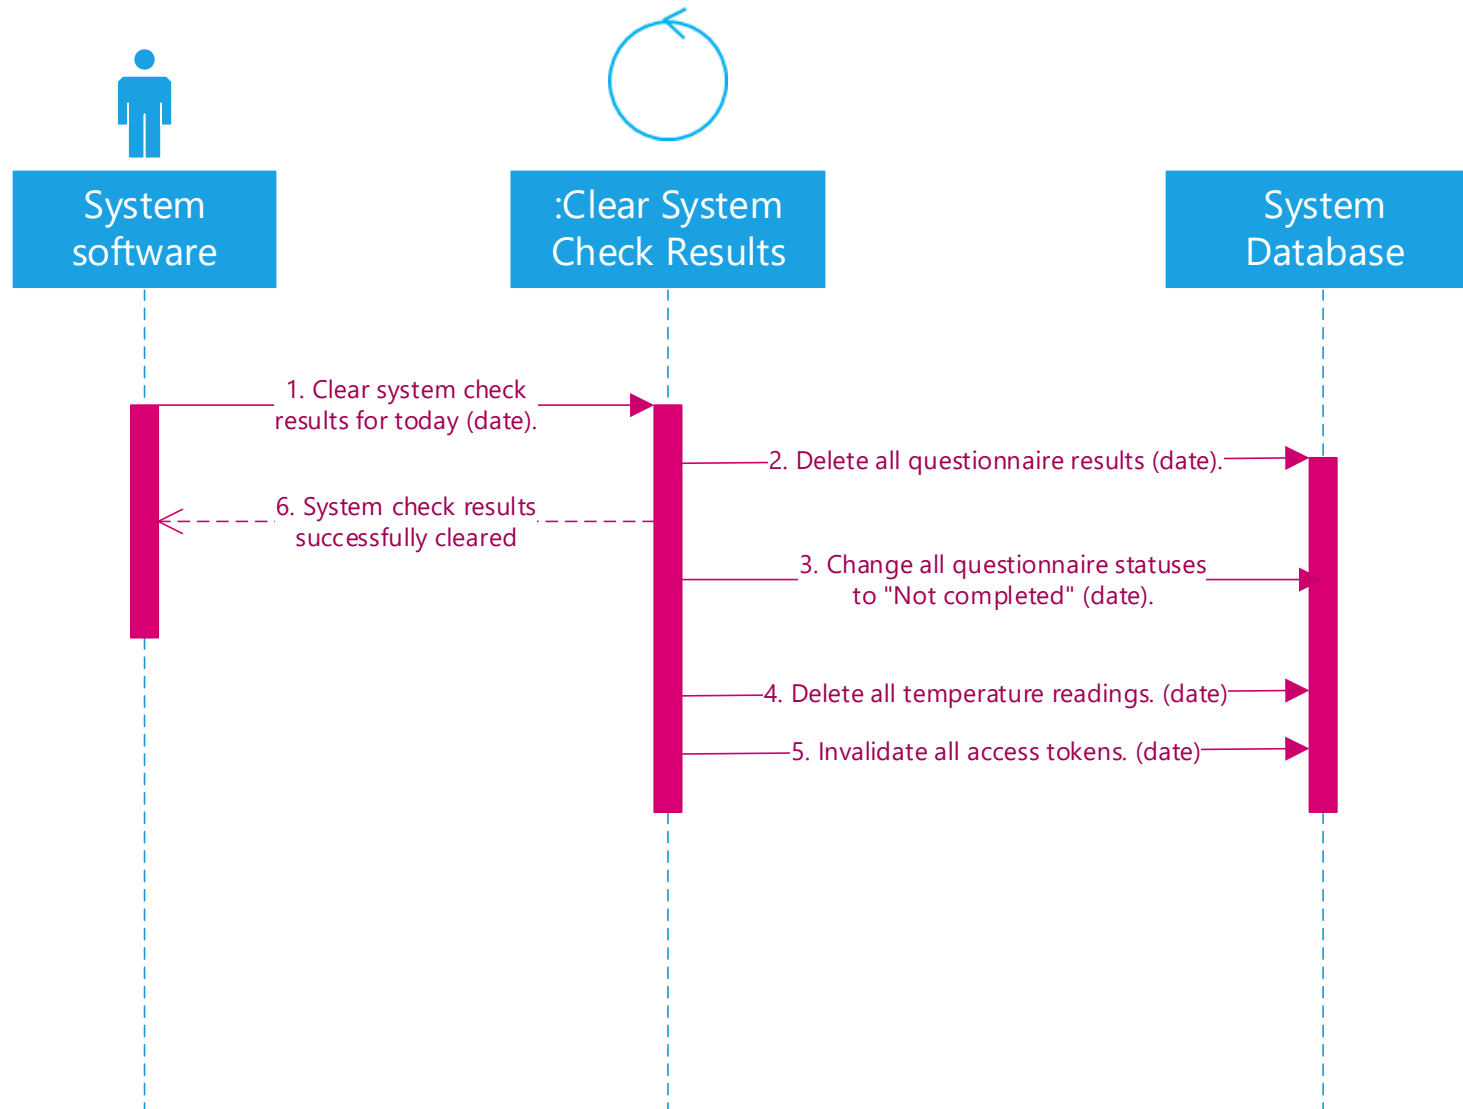 System
software
:Clear System
Check Results
System
Database
1. Clear system check
results for today (date).
2. Delete all questionnaire results (date).
6. System check results
successfully cleared
3. Change all questionnaire statuses
to "Not completed" (date).
4. Delete all temperature readings. (date)
5. Invalidate all access tokens. (date)